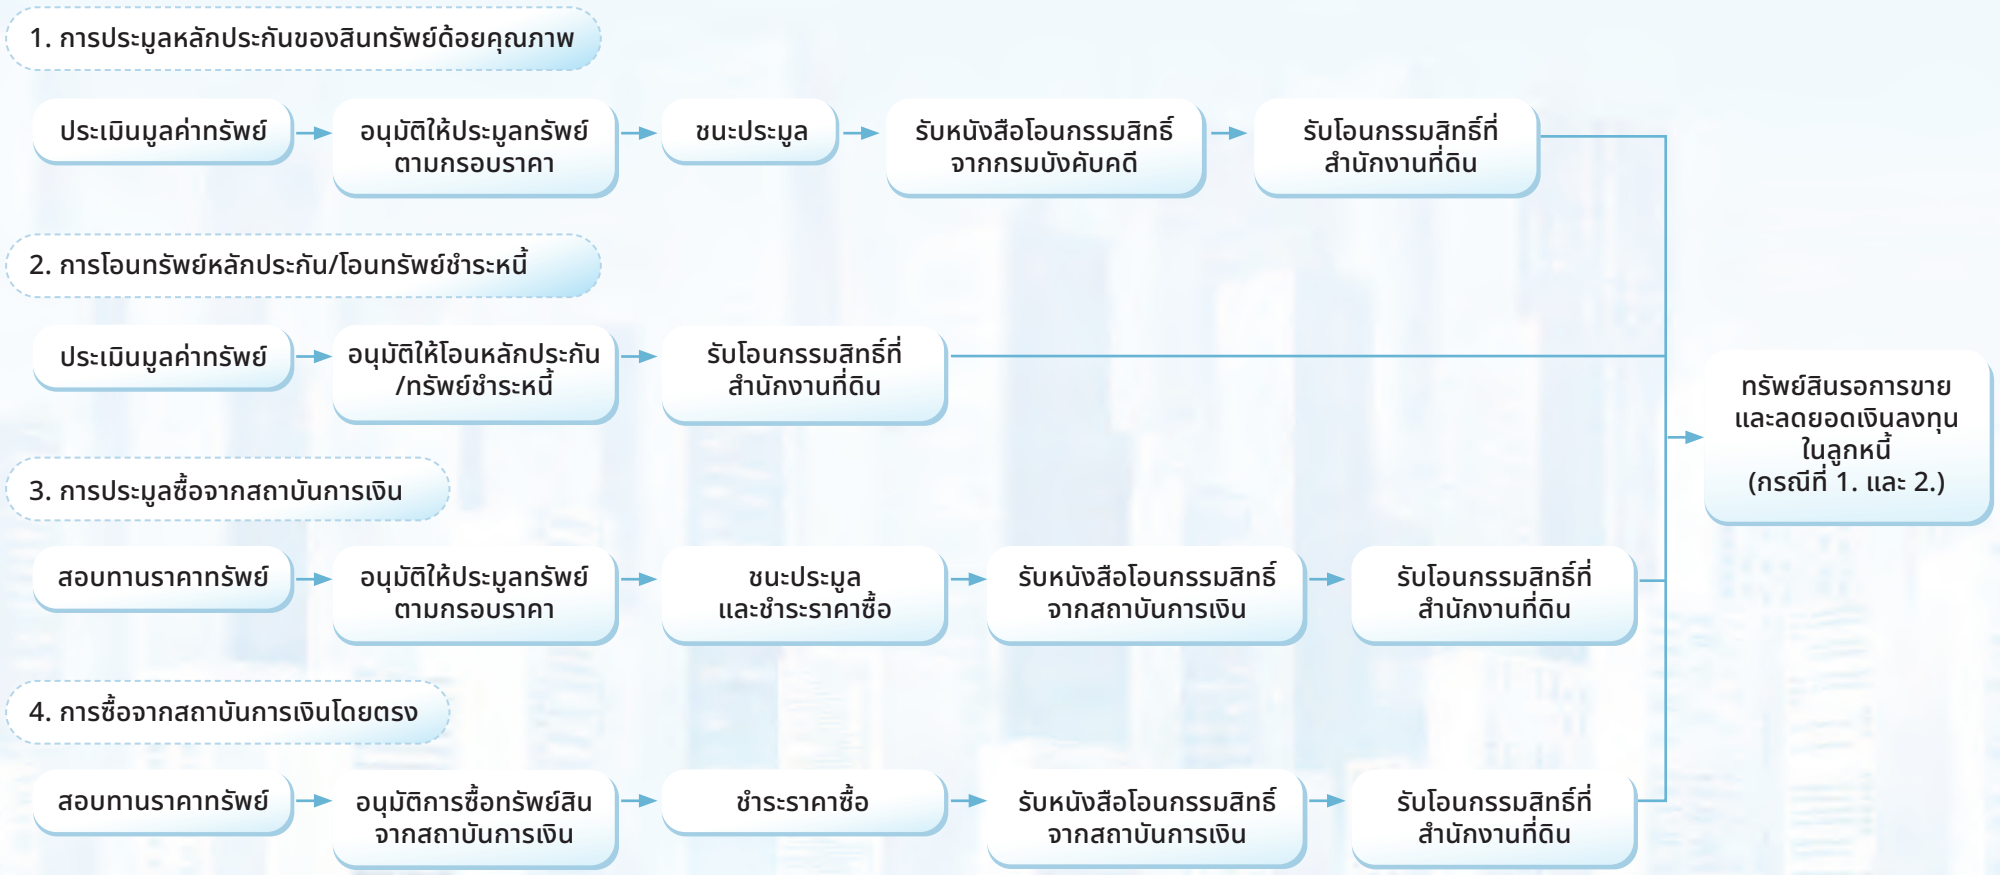 1. การประมูลหลักประกันของสินทรัพย์ด้อยคุณภาพ
ประเมินมูลค่าทรัพย์
อนุมัติให้ประมูลทรัพย์
ตามกรอบราคา
ชนะประมูล
รับหนังสือโอนกรรมสิทธิ์
จากกรมบังคับคดี
รับโอนกรรมสิทธิ์ที่
สำนักงานที่ดิน
2. การโอนทรัพย์หลักประกัน/โอนทรัพย์ชำระหนี้
ประเมินมูลค่าทรัพย์
อนุมัติให้โอนหลักประกัน
/ทรัพย์ชำระหนี้
รับโอนกรรมสิทธิ์ที่
สำนักงานที่ดิน
ทรัพย์สินรอการขาย
และลดยอดเงินลงทุน
ในลูกหนี้
(กรณีที่ 1. และ 2.)
3. การประมูลซื้อจากสถาบันการเงิน
สอบทานราคาทรัพย์
อนุมัติให้ประมูลทรัพย์
ตามกรอบราคา
ชนะประมูล
และชำระราคาซื้อ
รับหนังสือโอนกรรมสิทธิ์
จากสถาบันการเงิน
รับโอนกรรมสิทธิ์ที่
สำนักงานที่ดิน
4. การซื้อจากสถาบันการเงินโดยตรง
สอบทานราคาทรัพย์
อนุมัติการซื้อทรัพย์สิน
จากสถาบันการเงิน
ชำระราคาซื้อ
รับหนังสือโอนกรรมสิทธิ์
จากสถาบันการเงิน
รับโอนกรรมสิทธิ์ที่
สำนักงานที่ดิน